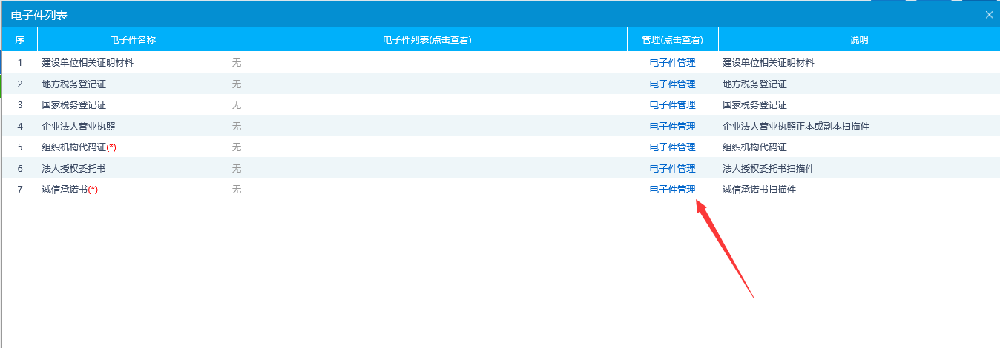 电子件列表
序 电子件名称 电子件列表(点击查看) 管理(点击查看) 说明
1 建设单位相关证明材料 无 电子件管理 建设单位相关证明材料
2 地方税务登记证 无 电子件管理 地方税务登记证
3 国家税务登记证 无 电子件管理 国家税务登记证
4 企业法人营业执照 无 电子件管理 企业法人营业执照正本或副本扫描件
5 组织机构代码证(*) 无 电子件管理 组织机构代码证
6 法人授权委托书 无 电子件管理 法人授权委托书扫描件
7 诚信承诺书(*) 无 电子件管理 诚信承诺书扫描件